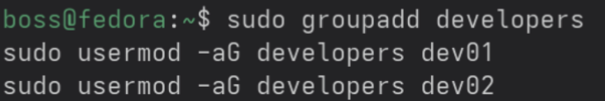 boss@fedora:~$ sudo groupadd developers
sudo usermod -aG developers dev01
sudo usermod -aG developers dev02